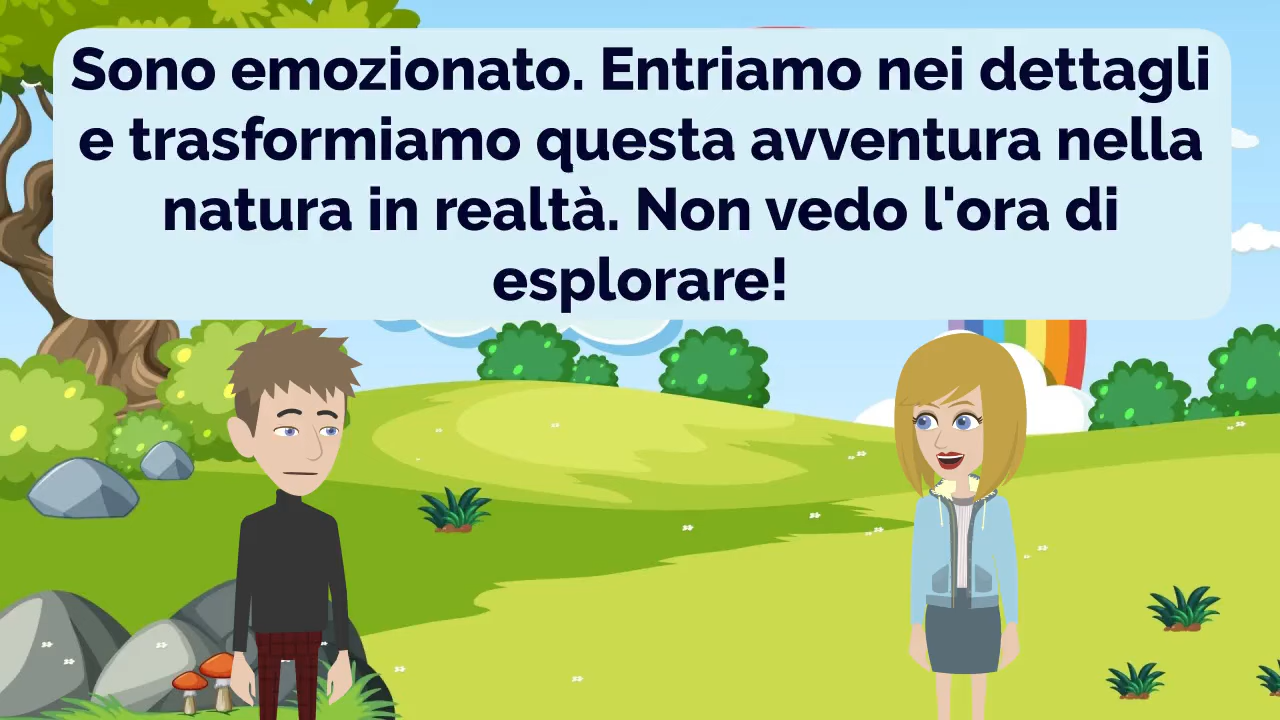 Sono emozionato. Entriamo nei dettagli
e trasformiamo questa avventura nella
natura in realtà. Non vedo l'ora di
esplorare!